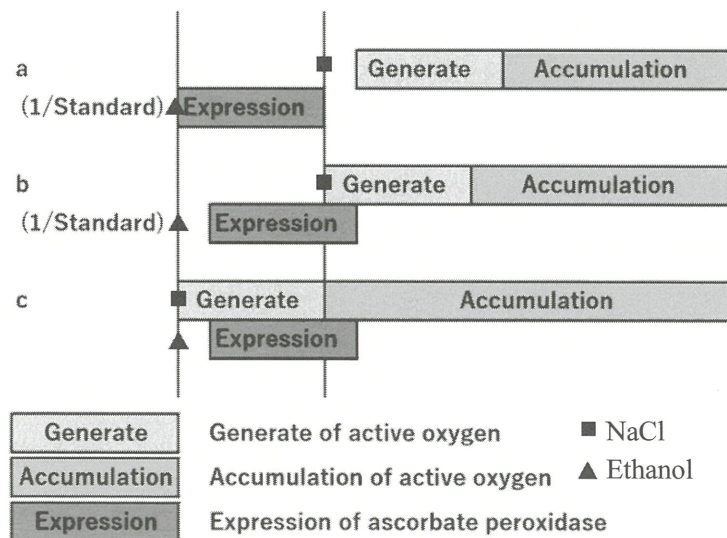 a
Generate Accumulation
(1/Standard) Expression
b
Generate Accumulation
(1/Standard) Expression
c
Generate Accumulation
Expression
Generate Generate of active oxygen NaCl
Accumulation Accumulation of active oxygen Ethanol
Expression Expression of ascorbate peroxidase